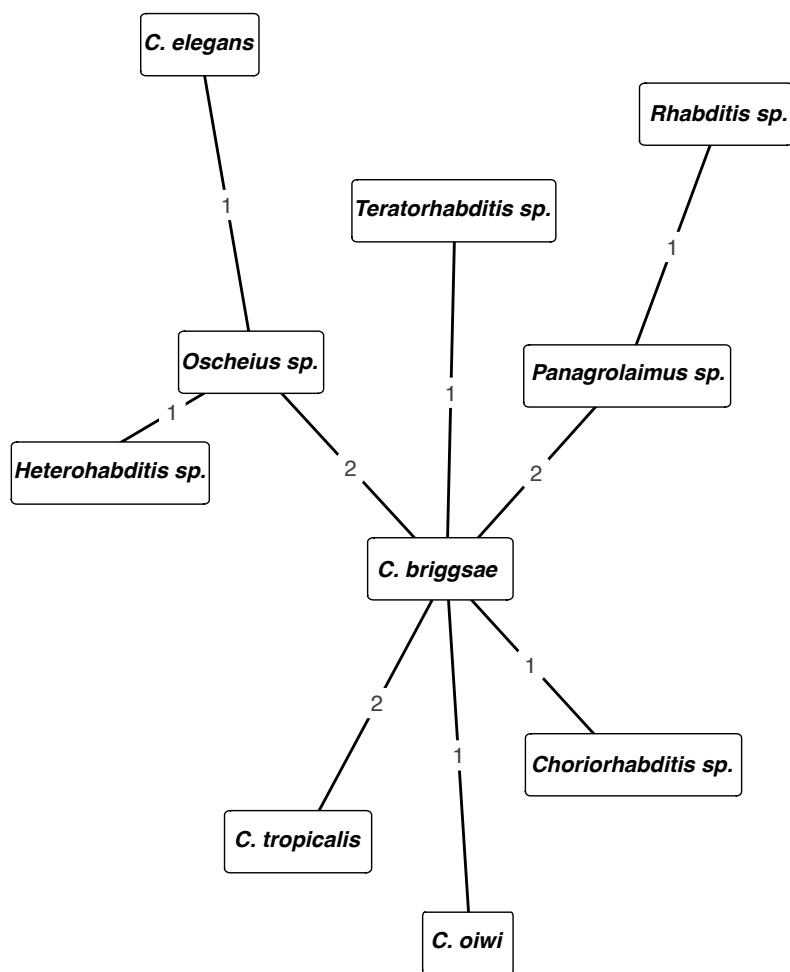 C. elegans
Rhabditis sp.
1
Teratorhabditis sp.
1
Oscheius sp.
Panagrolaimus sp.
1
1
Heterohabditis sp.
2
2
C. briggsae
1
2
1
Choriorhabditis sp.
C. tropicalis
C. oiwi